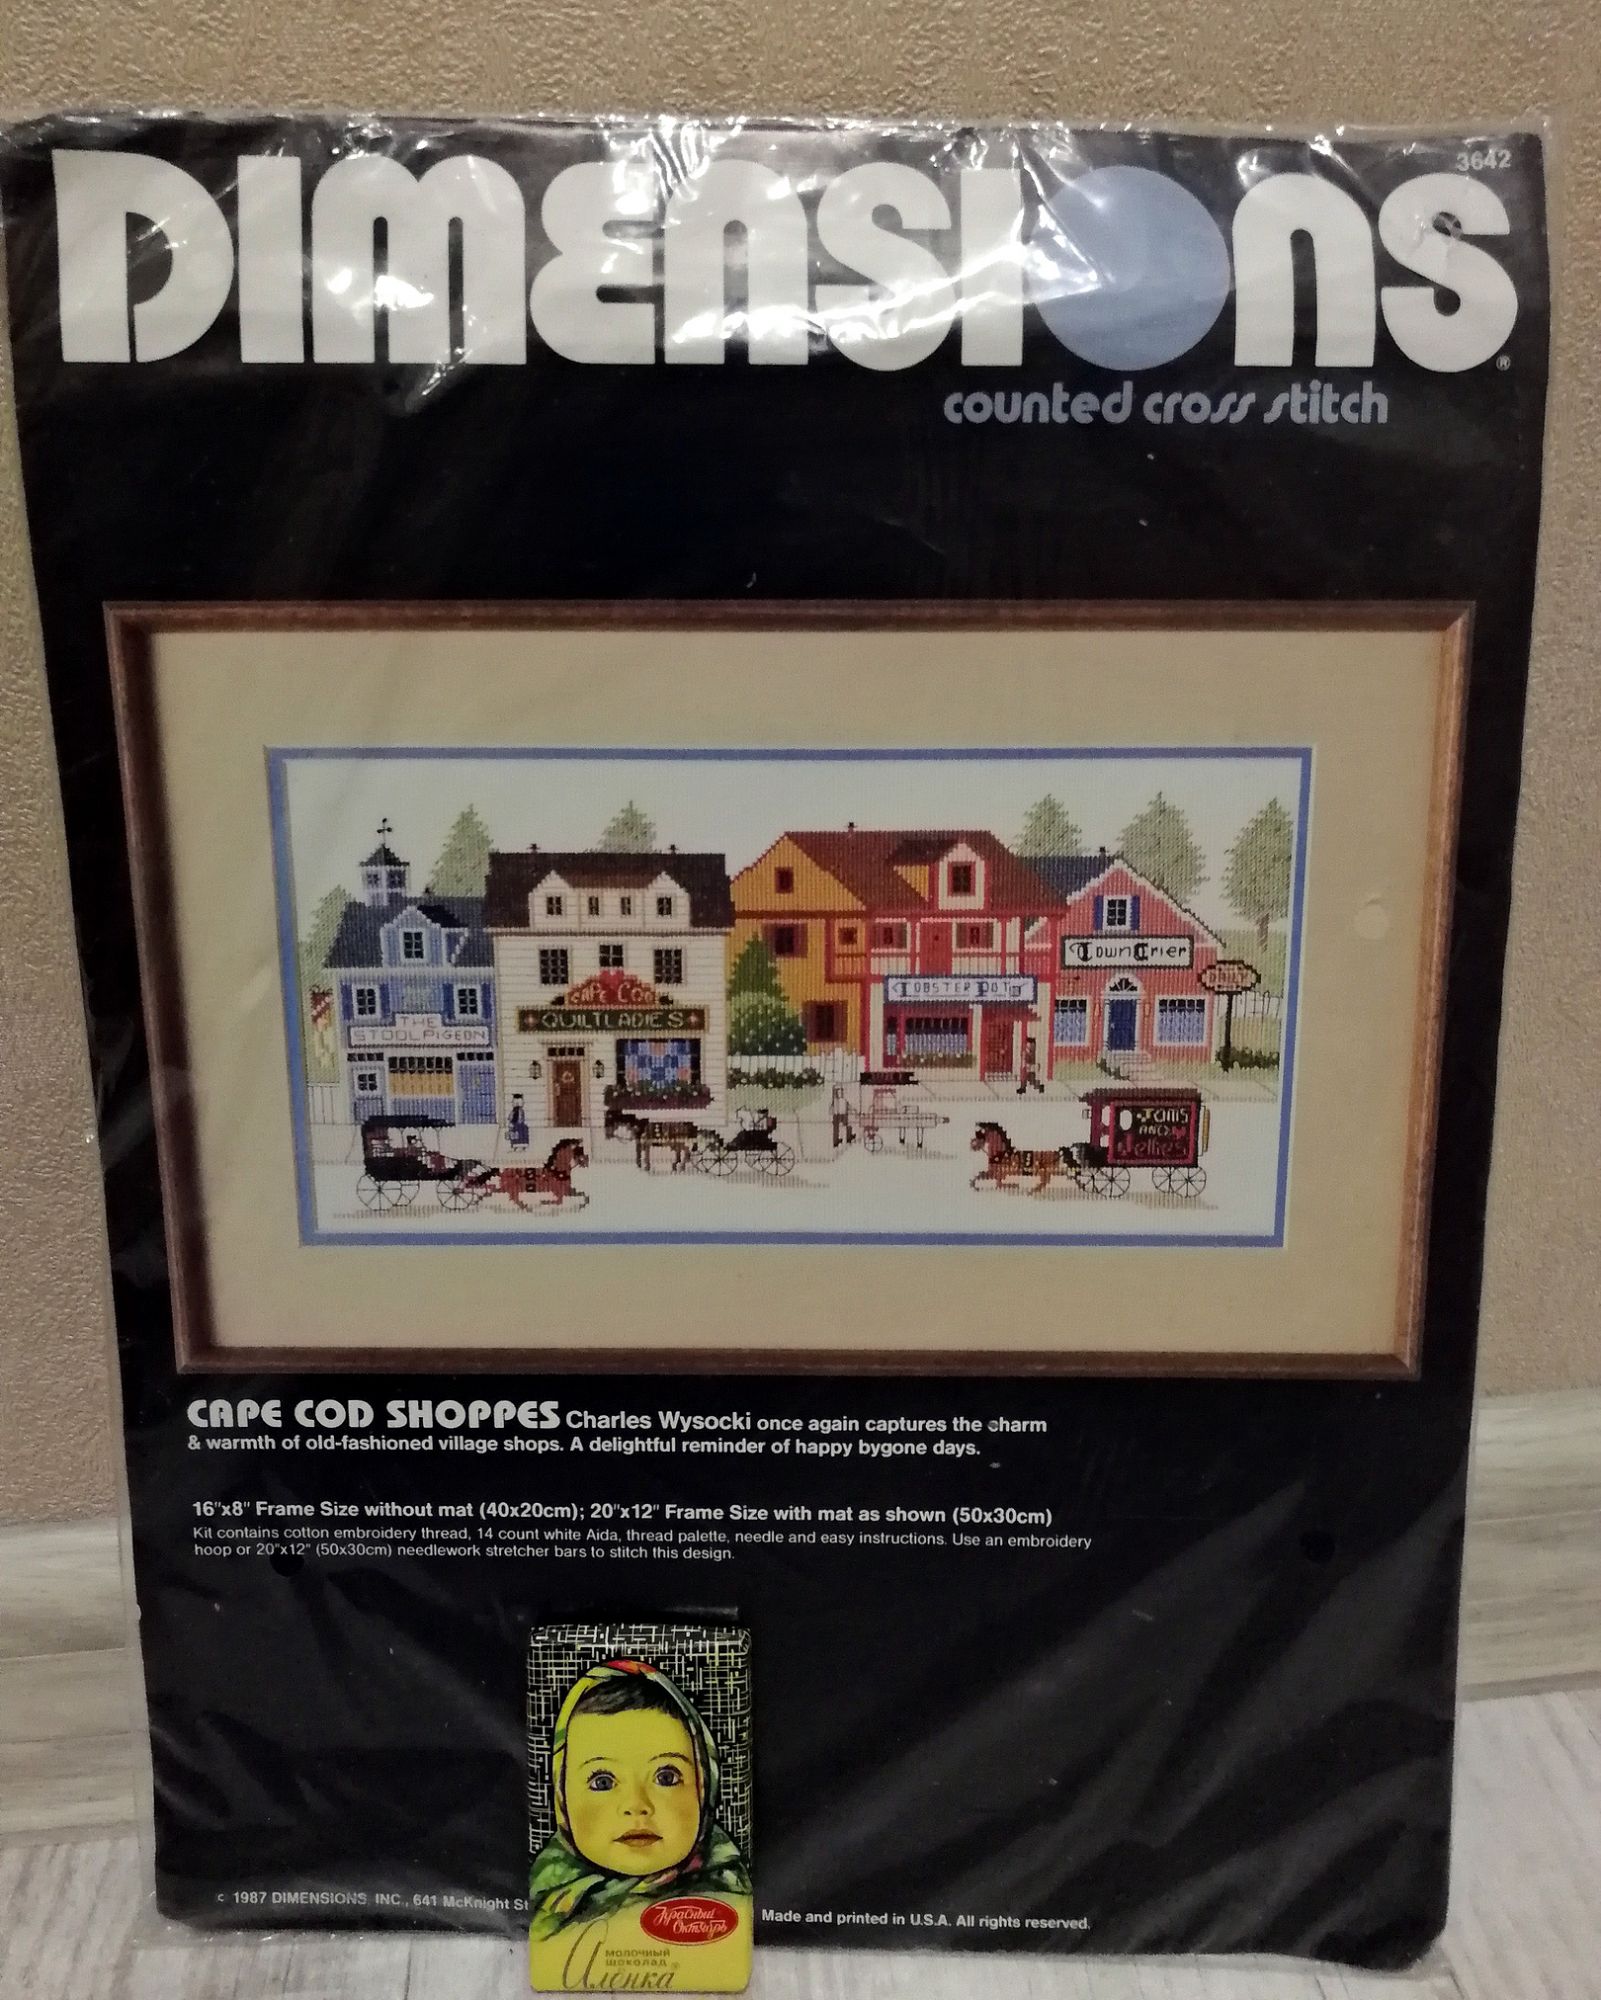 3642
DIMENSIONS®
counted cross stitch
TOWN CRIER
CAPE COD
LOBSTER POT
THE
STOOLPIGEON
QUILTLADIES
JAMS
AND
Jellies
CAPE COD SHOPPES Charles Wysocki once again captures the charm
& warmth of old-fashioned village shops. A delightful reminder of happy bygone days.
16"x8" Frame Size without mat (40x20cm); 20"x12" Frame Size with mat as shown (50x30cm)
Kit contains cotton embroidery thread, 14 count white Aida, thread palette, needle and easy instructions. Use an embroidery
hoop or 20"x12" (50x30cm) needlework stretcher bars to stitch this design.
c 1987 DIMENSIONS, INC., 641 McKnight St
Made and printed in U.S.A. All rights reserved.
Красный
Октябрь
молочный
шоколад
Алёнка®